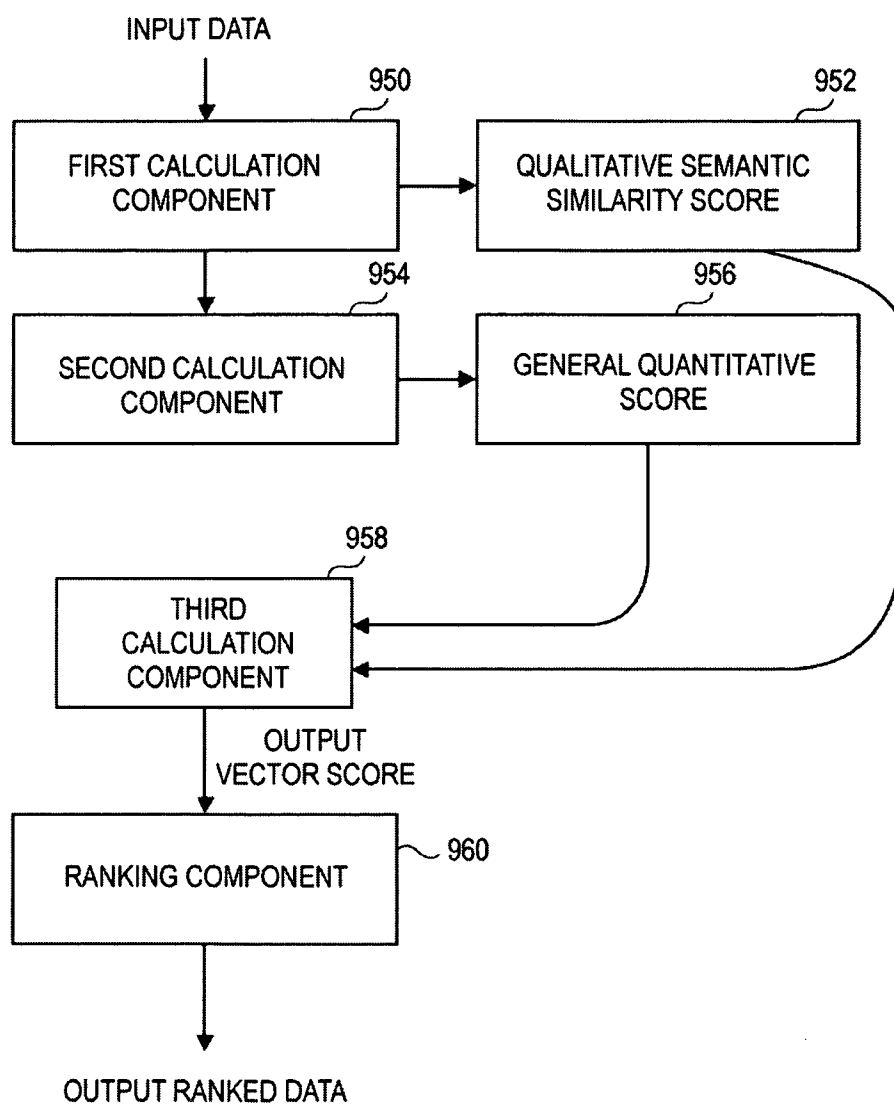 INPUT DATA
950
FIRST CALCULATION
COMPONENT
952
QUALITATIVE SEMANTIC
SIMILARITY SCORE
954
SECOND CALCULATION
COMPONENT
956
GENERAL QUANTITATIVE
SCORE
958
THIRD
CALCULATION
COMPONENT
OUTPUT
VECTOR SCORE
RANKING COMPONENT
960
OUTPUT RANKED DATA